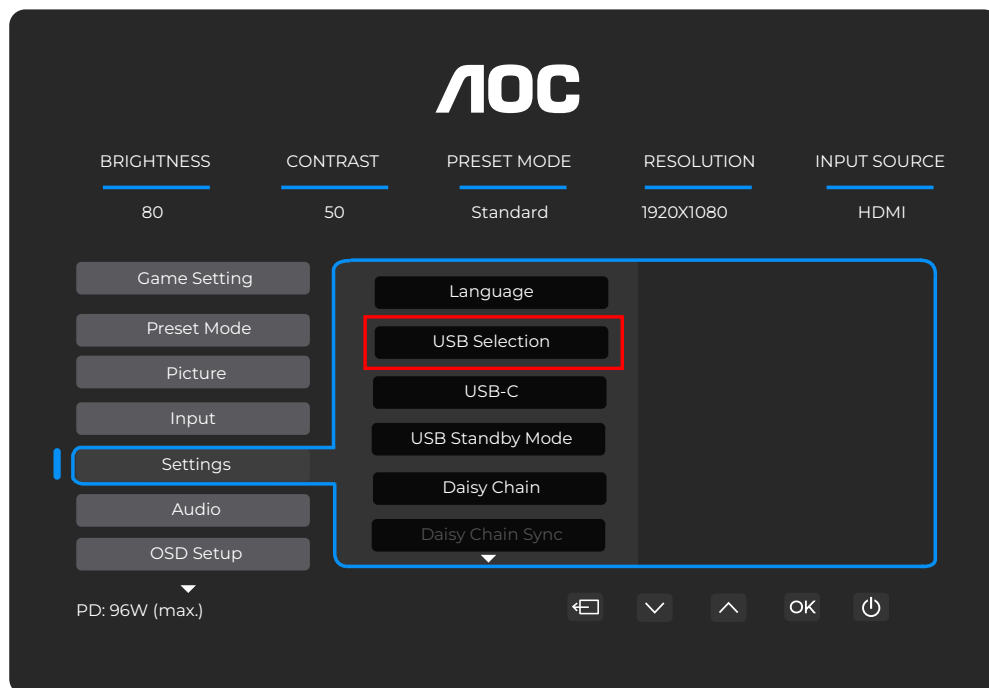 AOC
BRIGHTNESS CONTRAST PRESET MODE RESOLUTION INPUT SOURCE
80 50 Standard 1920X1080 HDMI
Game Setting
Preset Mode
Picture
Input
Settings
Audio
OSD Setup
Language
USB Selection
USB-C
USB Standby Mode
Daisy Chain
Daisy Chain Sync
PD: 96W (max.)
OK